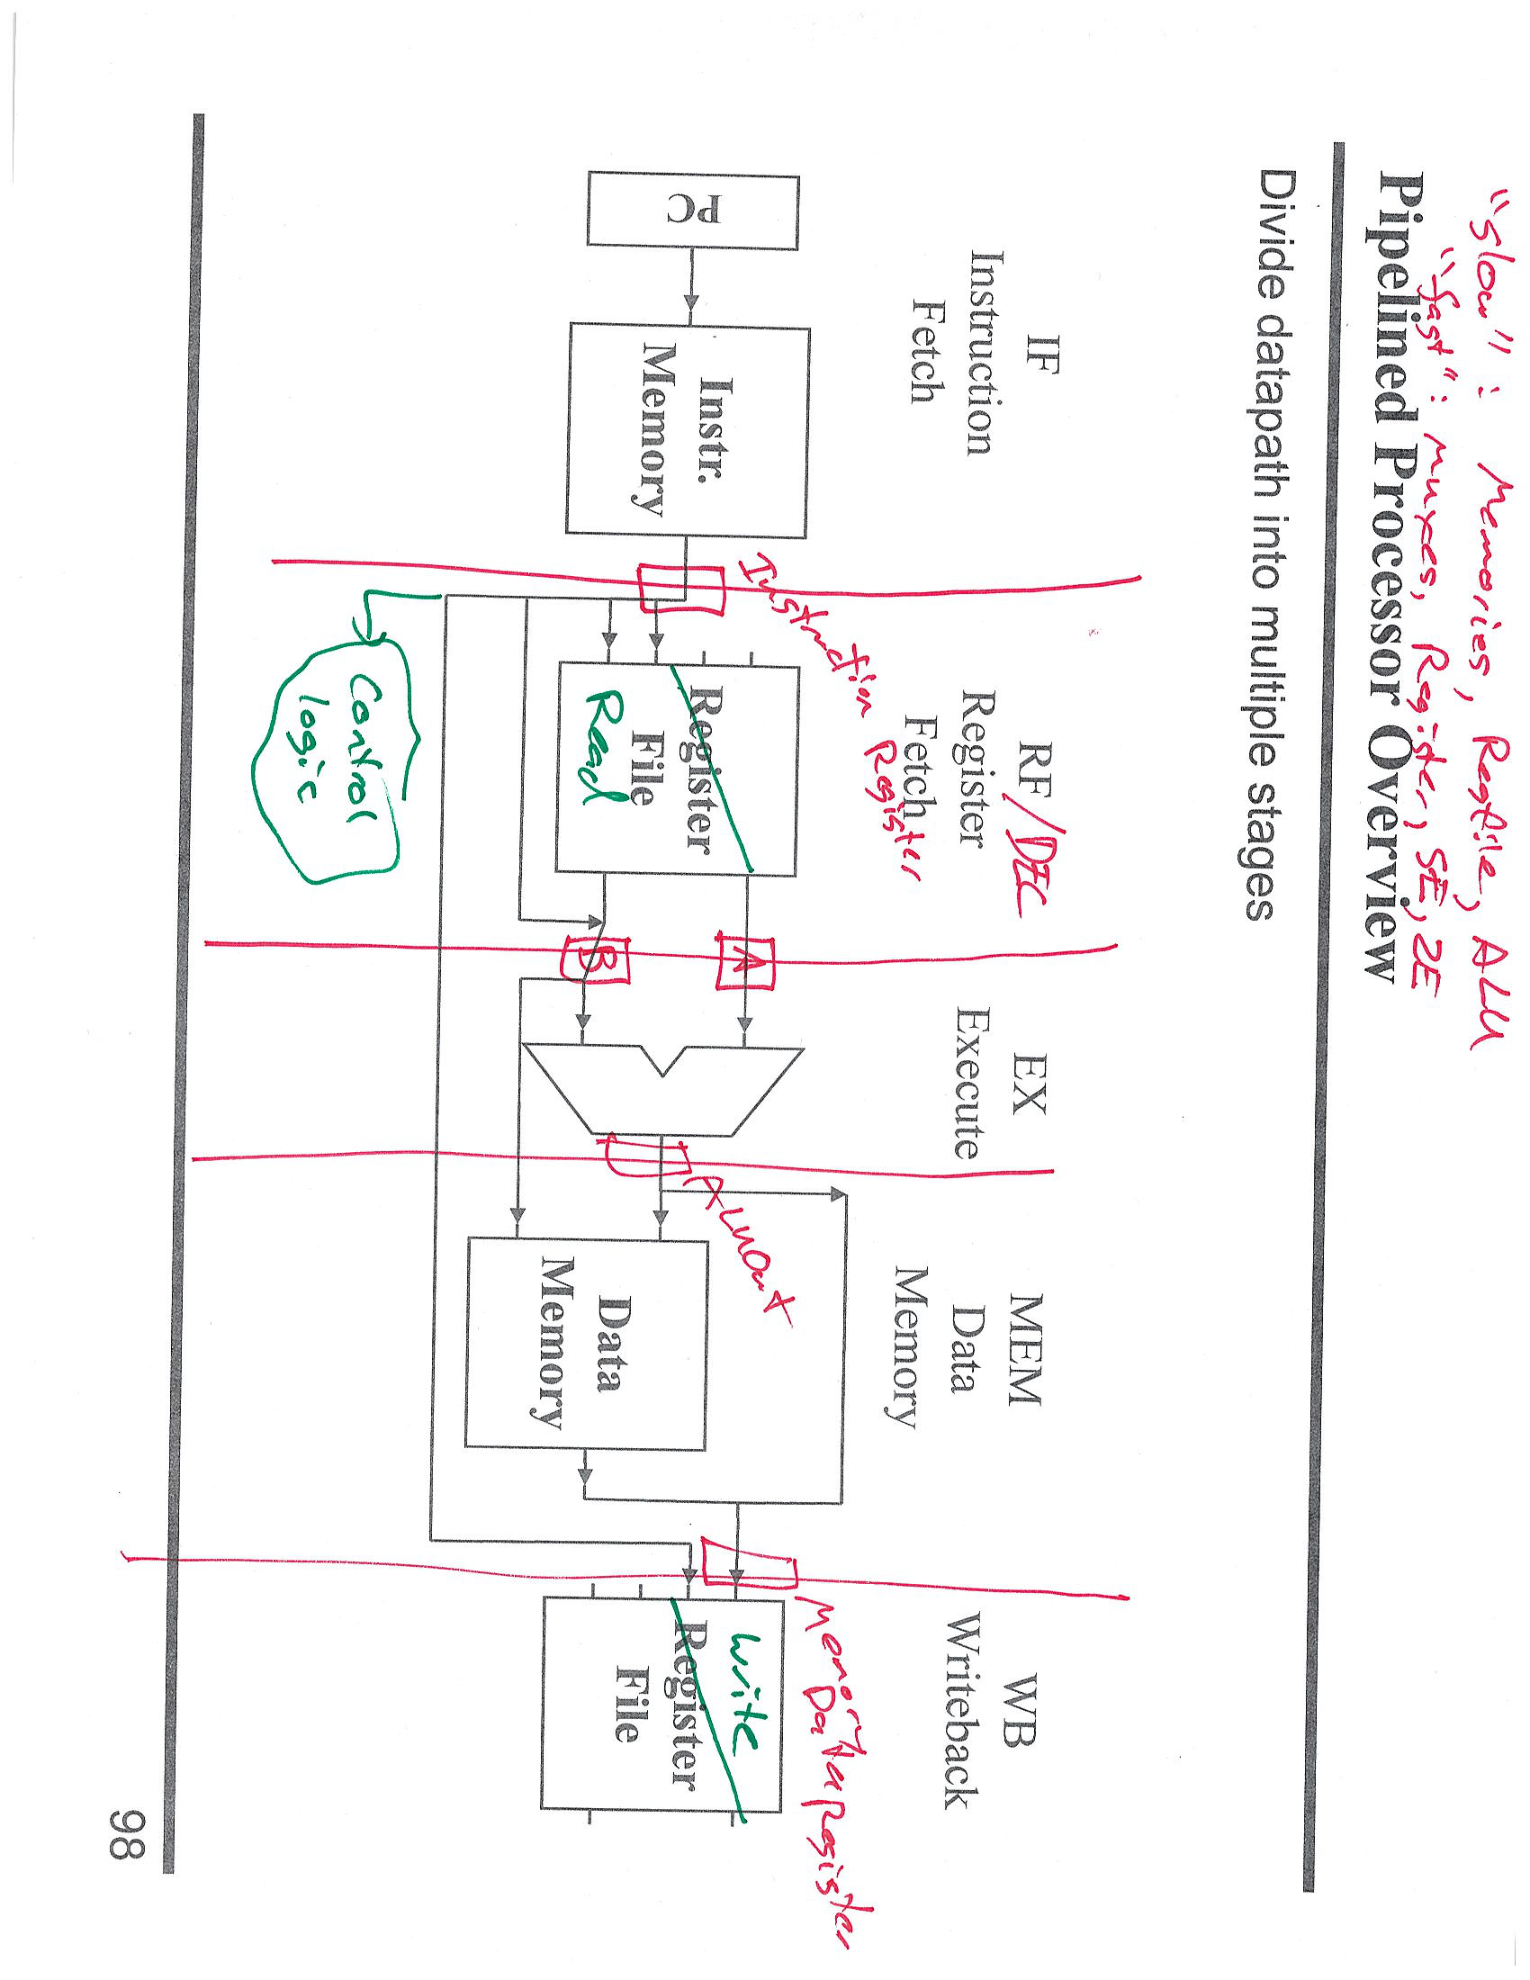 "slow": Memories, Regfile, ALU
"fast": muxes, Register, SE, ZE
Pipelined Processor Overview
Divide datapath into multiple stages
IF
Instruction
Fetch
RF/DEC
Register
Fetch
EX
Execute
MEM
Data
Memory
WB
Writeback
Instruction Register
PC
Instr.
Memory
Register
File
Read
A
B
ALUOut
Data
Memory
Memory
Data Register
Write
Register
File
Control
logic
98